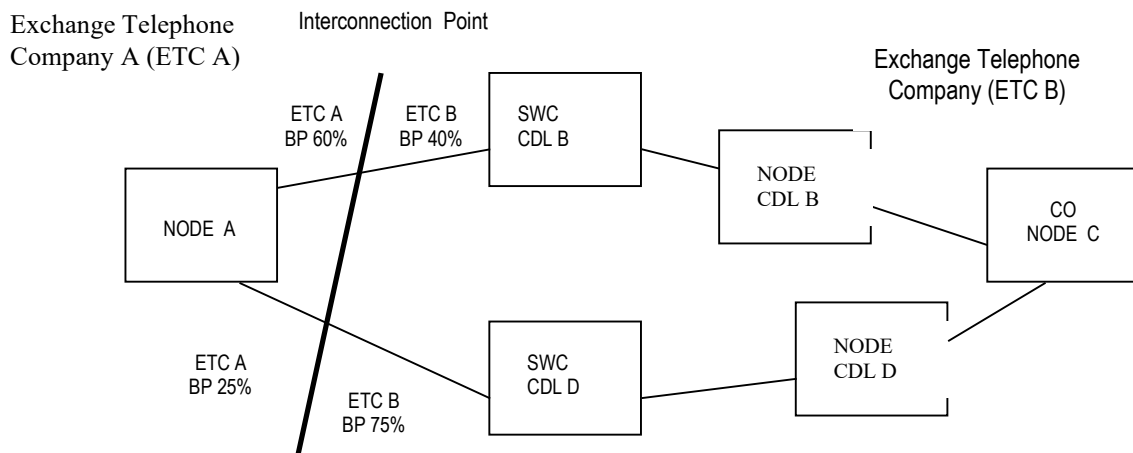 Exchange Telephone
Company A (ETC A)
Interconnection Point
Exchange Telephone
Company (ETC B)
ETC A
BP 60%
ETC B
BP 40%
SWC
CDL B
NODE
CDL B
NODE A
CO
NODE C
ETC A
BP 25%
ETC B
BP 75%
SWC
CDL D
NODE
CDL D